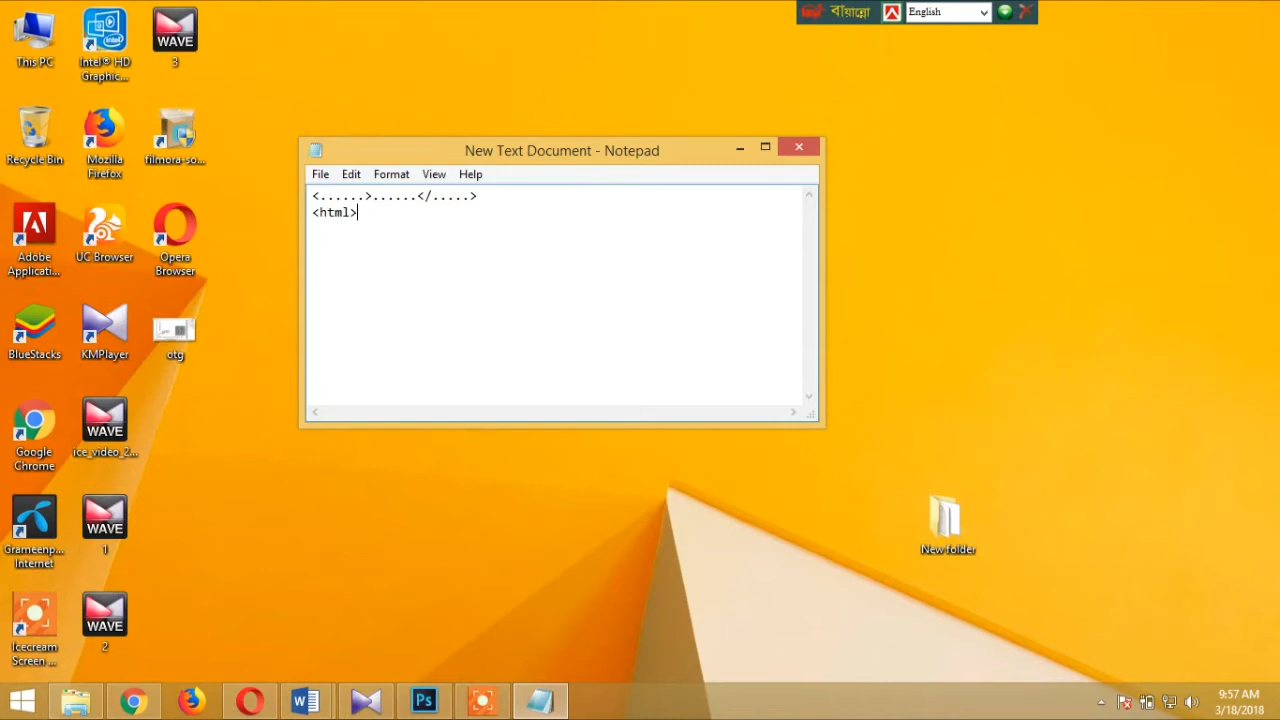 বায়ান্নো
English
This PC
Intel® HD
Graphic...
WAVE
3
Recycle Bin
Mozilla
Firefox
filmora-so...
Adobe
Applicati...
UC Browser
Opera
Browser
BlueStacks
KMPlayer
otg
Google
Chrome
WAVE
ice_video_2...
Grameenp...
Internet
WAVE
1
Icecream
Screen ...
WAVE
2
New Text Document - Notepad
File Edit Format View Help
<......>......</.....>
<html>
New folder
W
Ps
9:57 AM
3/18/2018